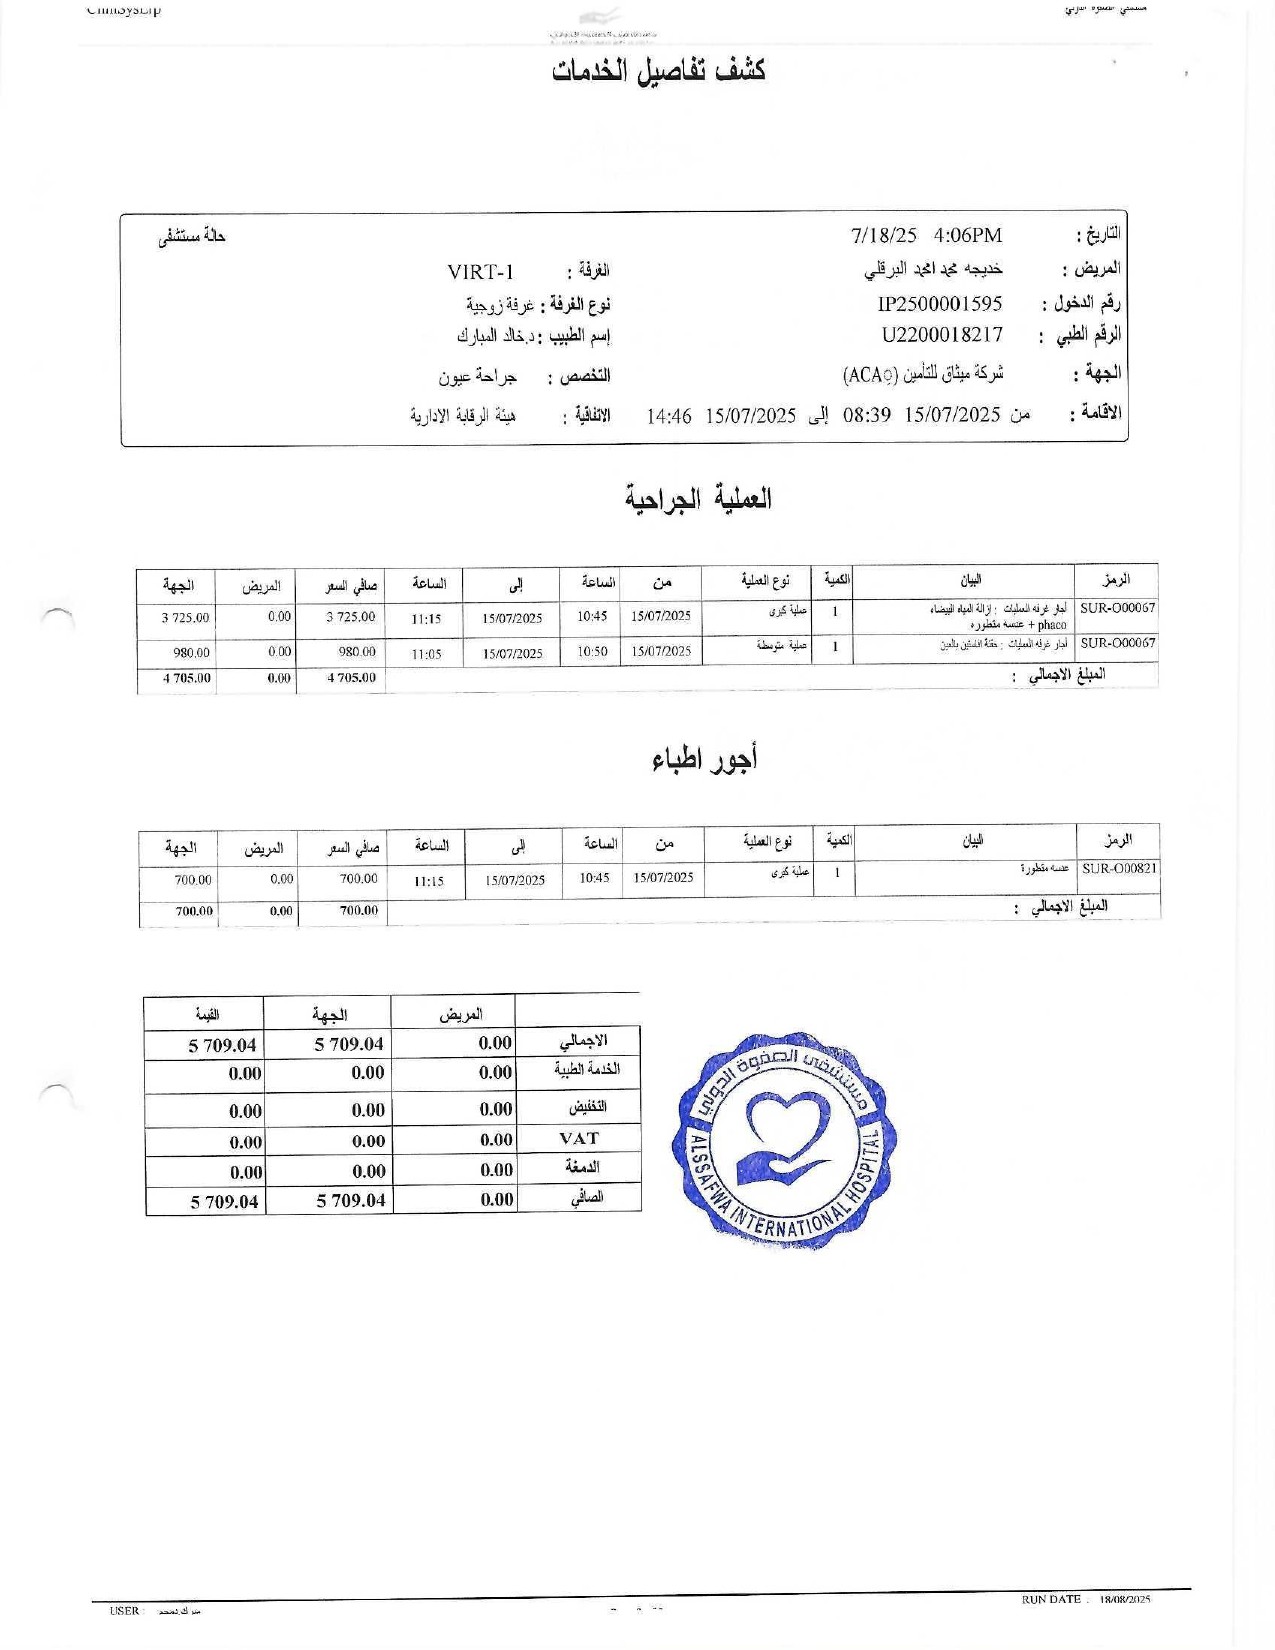 CliniSysErp
كشف تفاصيل الخدمات
التاريخ : 7/18/25 4:06PM حالة مستشفى
المريض : خديجه محمد امحمد البرقلي الغرفة : VIRT-1
رقم الدخول : IP2500001595 نوع الغرفة : غرفة زوجية
الرقم الطبي : U2200018217 إسم الطبيب : د.خالد المبارك
الجهة : شركة ميثاق للتأمين (ACA) التخصص : جراحة عيون
الاقامة : من 15/07/2025 08:39 إلى 15/07/2025 14:46 الاتفاقية : هيئة الرقابة الادارية
العملية الجراحية
الرمز البيان الكمية نوع العملية من الساعة إلى الساعة صافي السعر المريض الجهة
SUR-O00067 ايجار غرفه العمليات : ازالة المياه البيضاء 1 عملية كبرى 15/07/2025 10:45 15/07/2025 11:15 3 725.00 0.00 3 725.00
phaco + عدسه متطوره
SUR-O00067 ايجار غرفه العمليات : حقنة افاستين بالعين 1 عملية متوسطة 15/07/2025 10:50 15/07/2025 11:05 980.00 0.00 980.00
المبلغ الاجمالي : 4 705.00 0.00 4 705.00
أجور اطباء
الرمز البيان الكمية نوع العملية من الساعة إلى الساعة صافي السعر المريض الجهة
SUR-O00821 عدسه متطورة 1 عملية كبرى 15/07/2025 10:45 15/07/2025 11:15 700.00 0.00 700.00
المبلغ الاجمالي : 700.00 0.00 700.00
المريض الجهة القيمة
الاجمالي 0.00 5 709.04 5 709.04
الخدمة الطبية 0.00 0.00 0.00
التخفيض 0.00 0.00 0.00
VAT 0.00 0.00 0.00
الدمغة 0.00 0.00 0.00
الصافي 0.00 5 709.04 5 709.04
مستشفى الصفوة الدولي
ALSSAFWA INTERNATIONAL HOSPITAL
RUN DATE : 18/08/2025
USER :